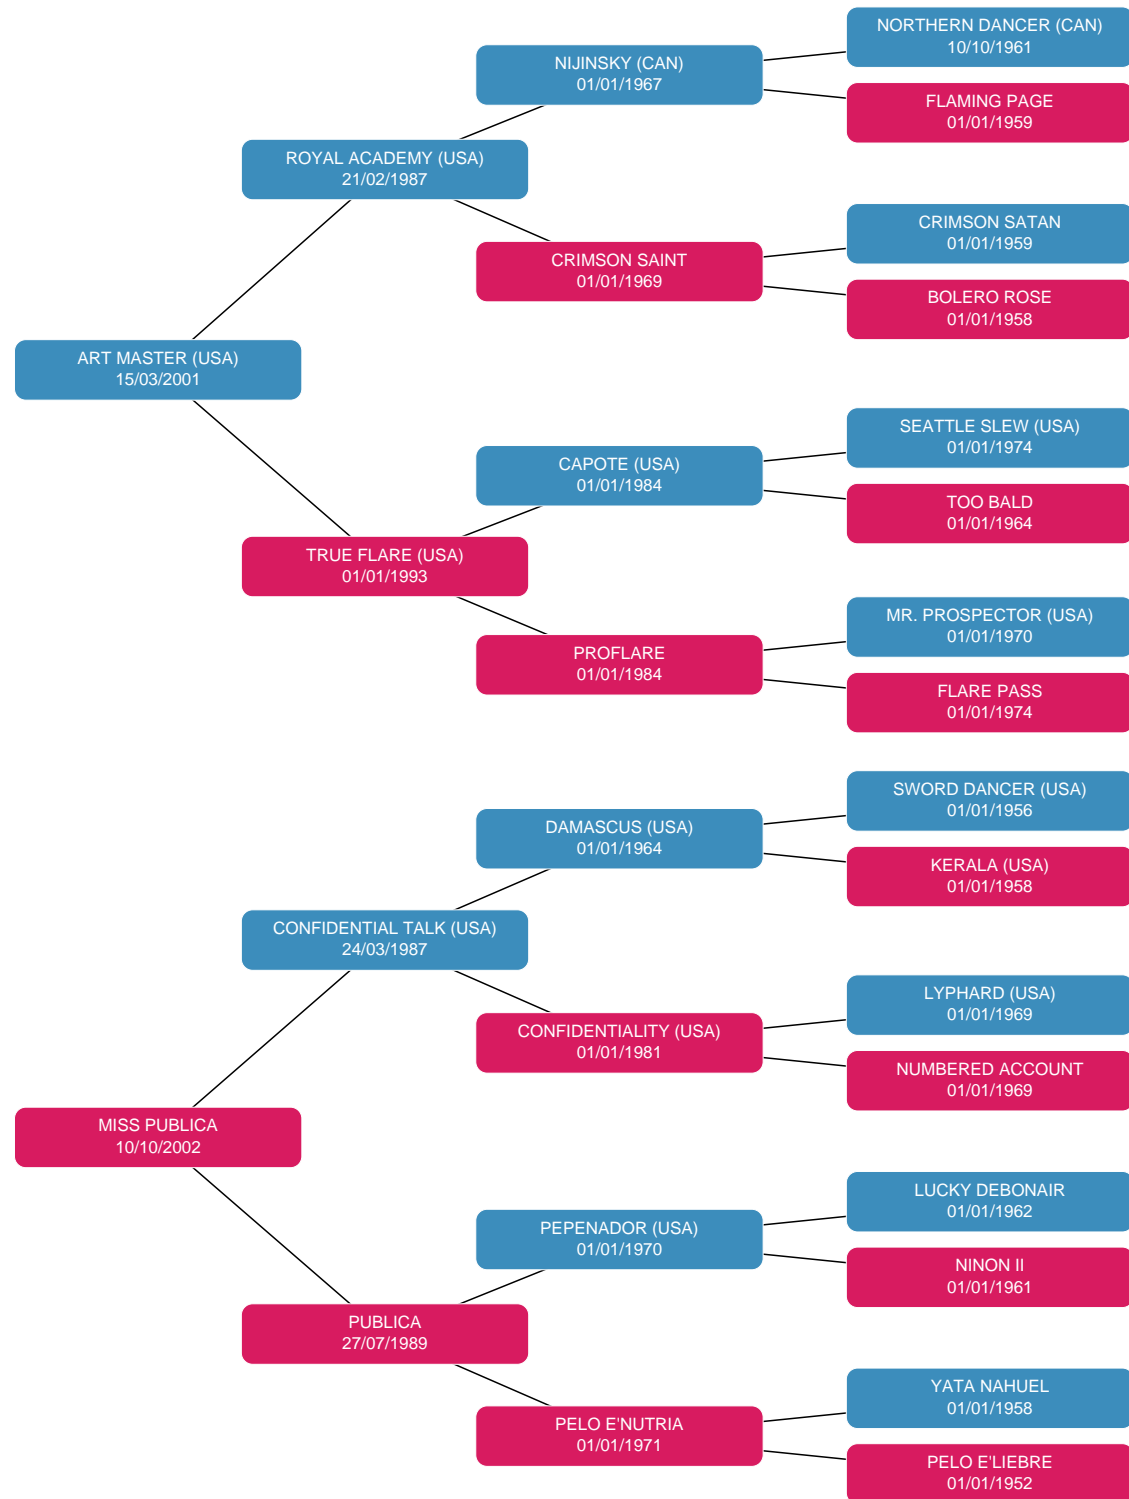 NORTHERN DANCER (CAN)
10/10/1961
NIJINSKY (CAN)
01/01/1967
FLAMING PAGE
01/01/1959
ROYAL ACADEMY (USA)
21/02/1987
CRIMSON SATAN
01/01/1959
CRIMSON SAINT
01/01/1969
BOLERO ROSE
01/01/1958
ART MASTER (USA)
15/03/2001
SEATTLE SLEW (USA)
01/01/1974
CAPOTE (USA)
01/01/1984
TOO BALD
01/01/1964
TRUE FLARE (USA)
01/01/1993
MR. PROSPECTOR (USA)
01/01/1970
PROFLARE
01/01/1984
FLARE PASS
01/01/1974
SWORD DANCER (USA)
01/01/1956
DAMASCUS (USA)
01/01/1964
KERALA (USA)
01/01/1958
CONFIDENTIAL TALK (USA)
24/03/1987
LYPHARD (USA)
01/01/1969
CONFIDENTIALITY (USA)
01/01/1981
NUMBERED ACCOUNT
01/01/1969
MISS PUBLICA
10/10/2002
LUCKY DEBONAIR
01/01/1962
PEPENADOR (USA)
01/01/1970
NINON II
01/01/1961
PUBLICA
27/07/1989
YATA NAHUEL
01/01/1958
PELO E'NUTRIA
01/01/1971
PELO E'LIEBRE
01/01/1952